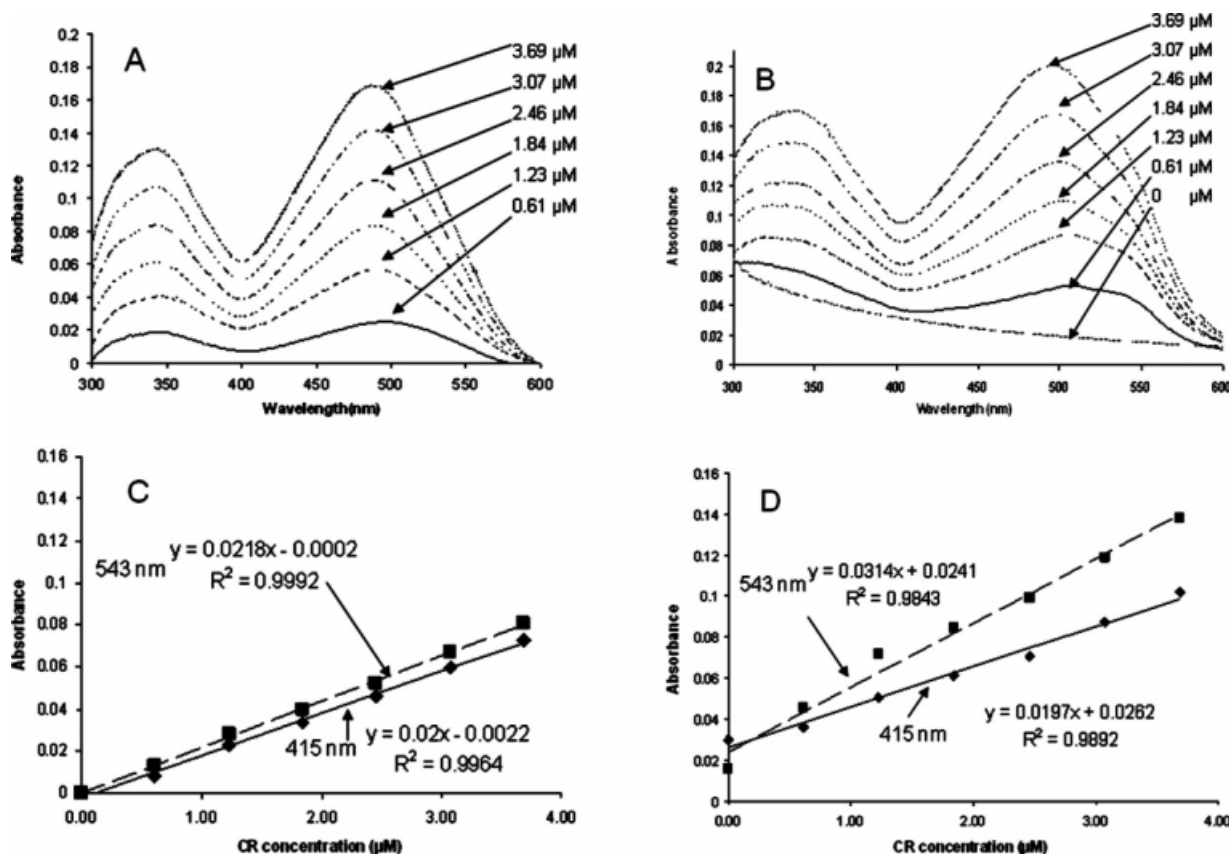 A
0.2
0.18
0.16
0.14
0.12
0.1
0.08
0.06
0.04
0.02
0
Absorbance
300
350
400
450
500
550
600
Wavelength(nm)
3.69 µM
3.07 µM
2.46 µM
1.84 µM
1.23 µM
0.61 µM
B
0.2
0.18
0.16
0.14
0.12
0.1
0.08
0.06
0.04
0.02
0
Absorbance
300
350
400
450
500
550
600
Wavelength (nm)
3.69 µM
3.07 µM
2.46 µM
1.84 µM
1.23 µM
0.61 µM
0 µM
C
0.16
0.14
0.12
0.1
0.08
0.06
0.04
0.02
0
Absorbance
0.00
1.00
2.00
3.00
4.00
CR concentration (µM)
543 nm
y = 0.0218x - 0.0002
R² = 0.9992
415 nm
y = 0.02x - 0.0022
R² = 0.9964
D
0.16
0.14
0.12
0.1
0.08
0.06
0.04
0.02
0
Absorbance
0.00
1.00
2.00
3.00
4.00
CR concentration (µM)
543 nm
y = 0.0314x + 0.0241
R² = 0.9843
415 nm
y = 0.0197x + 0.0262
R² = 0.9892